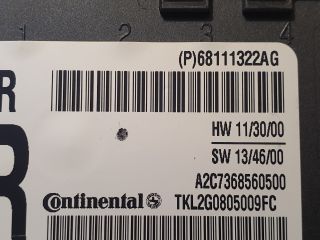 1 2 3 4
(P)68111322AG
R
HW 11/30/00
SW 13/46/00
R
A2C7368560500
Continental TKL2G0805009FC